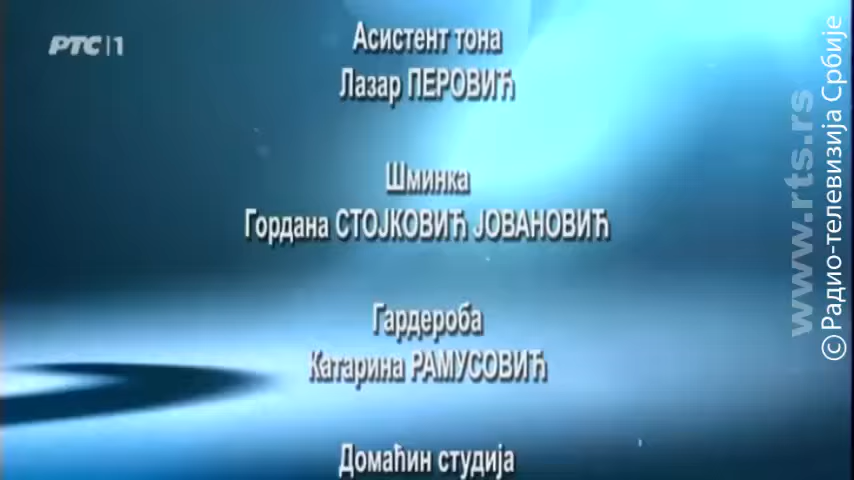 РТС|1
Асистент тона
Лазар ПЕРОВИЋ
Шминка
Гордана СТОЈКОВИЋ ЈОВАНОВИЋ
Гардероба
Катарина РАМУСОВИЋ
Домаћин студија
www.rts.rs
©Радио-телевизија Србије